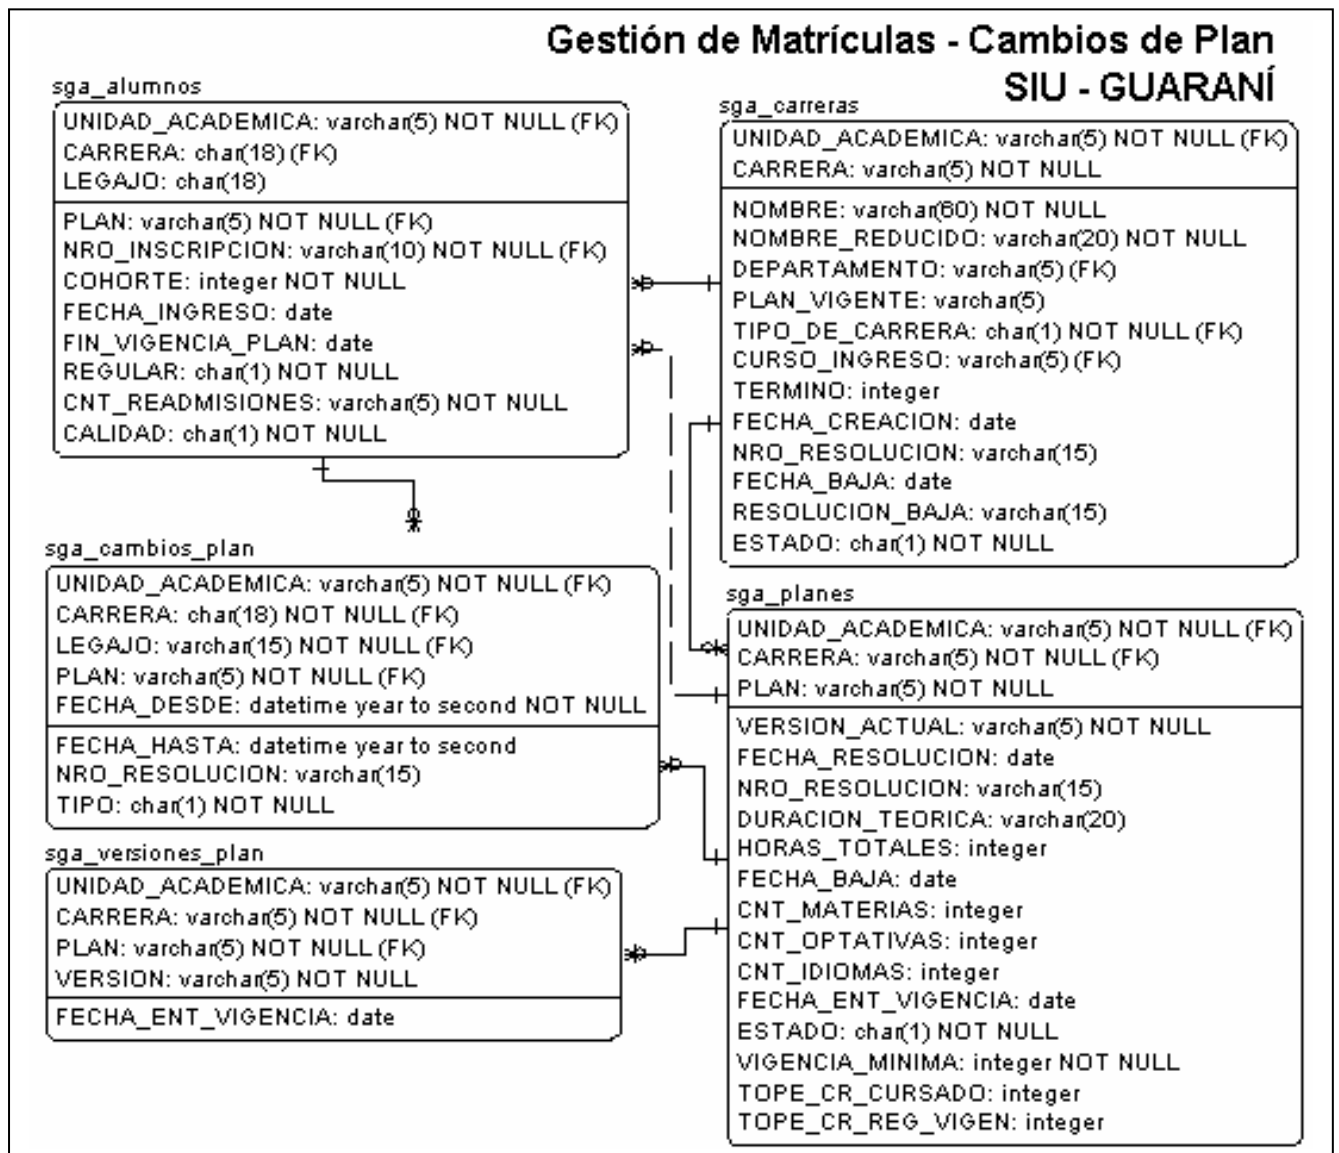 Gestión de Matrículas - Cambios de Plan
SIU - GUARANÍ
sga_alumnos
UNIDAD_ACADEMICA: varchar(5) NOT NULL (FK)
CARRERA: char(18) (FK)
LEGAJO: char(18)
PLAN: varchar(5) NOT NULL (FK)
NRO_INSCRIPCION: varchar(10) NOT NULL (FK)
COHORTE: integer NOT NULL
FECHA_INGRESO: date
FIN_VIGENCIA_PLAN: date
REGULAR: char(1) NOT NULL
CNT_READMISIONES: varchar(5) NOT NULL
CALIDAD: char(1) NOT NULL
sga_carreras
UNIDAD_ACADEMICA: varchar(5) NOT NULL (FK)
CARRERA: varchar(5) NOT NULL
NOMBRE: varchar(60) NOT NULL
NOMBRE_REDUCIDO: varchar(20) NOT NULL
DEPARTAMENTO: varchar(5) (FK)
PLAN_VIGENTE: varchar(5)
TIPO_DE_CARRERA: char(1) NOT NULL (FK)
CURSO_INGRESO: varchar(5) (FK)
TERMINO: integer
FECHA_CREACION: date
NRO_RESOLUCION: varchar(15)
FECHA_BAJA: date
RESOLUCION_BAJA: varchar(15)
ESTADO: char(1) NOT NULL
sga_cambios_plan
UNIDAD_ACADEMICA: varchar(5) NOT NULL (FK)
CARRERA: char(18) NOT NULL (FK)
LEGAJO: varchar(15) NOT NULL (FK)
PLAN: varchar(5) NOT NULL (FK)
FECHA_DESDE: datetime year to second NOT NULL
FECHA_HASTA: datetime year to second
NRO_RESOLUCION: varchar(15)
TIPO: char(1) NOT NULL
sga_versiones_plan
UNIDAD_ACADEMICA: varchar(5) NOT NULL (FK)
CARRERA: varchar(5) NOT NULL (FK)
PLAN: varchar(5) NOT NULL (FK)
VERSION: varchar(5) NOT NULL
FECHA_ENT_VIGENCIA: date
sga_planes
UNIDAD_ACADEMICA: varchar(5) NOT NULL (FK)
CARRERA: varchar(5) NOT NULL (FK)
PLAN: varchar(5) NOT NULL
VERSION_ACTUAL: varchar(5) NOT NULL
FECHA_RESOLUCION: date
NRO_RESOLUCION: varchar(15)
DURACION_TEORICA: varchar(20)
HORAS_TOTALES: integer
FECHA_BAJA: date
CNT_MATERIAS: integer
CNT_OPTATIVAS: integer
CNT_IDIOMAS: integer
FECHA_ENT_VIGENCIA: date
ESTADO: char(1) NOT NULL
VIGENCIA_MINIMA: integer NOT NULL
TOPE_CR_CURSADO: integer
TOPE_CR_REG_VIGEN: integer